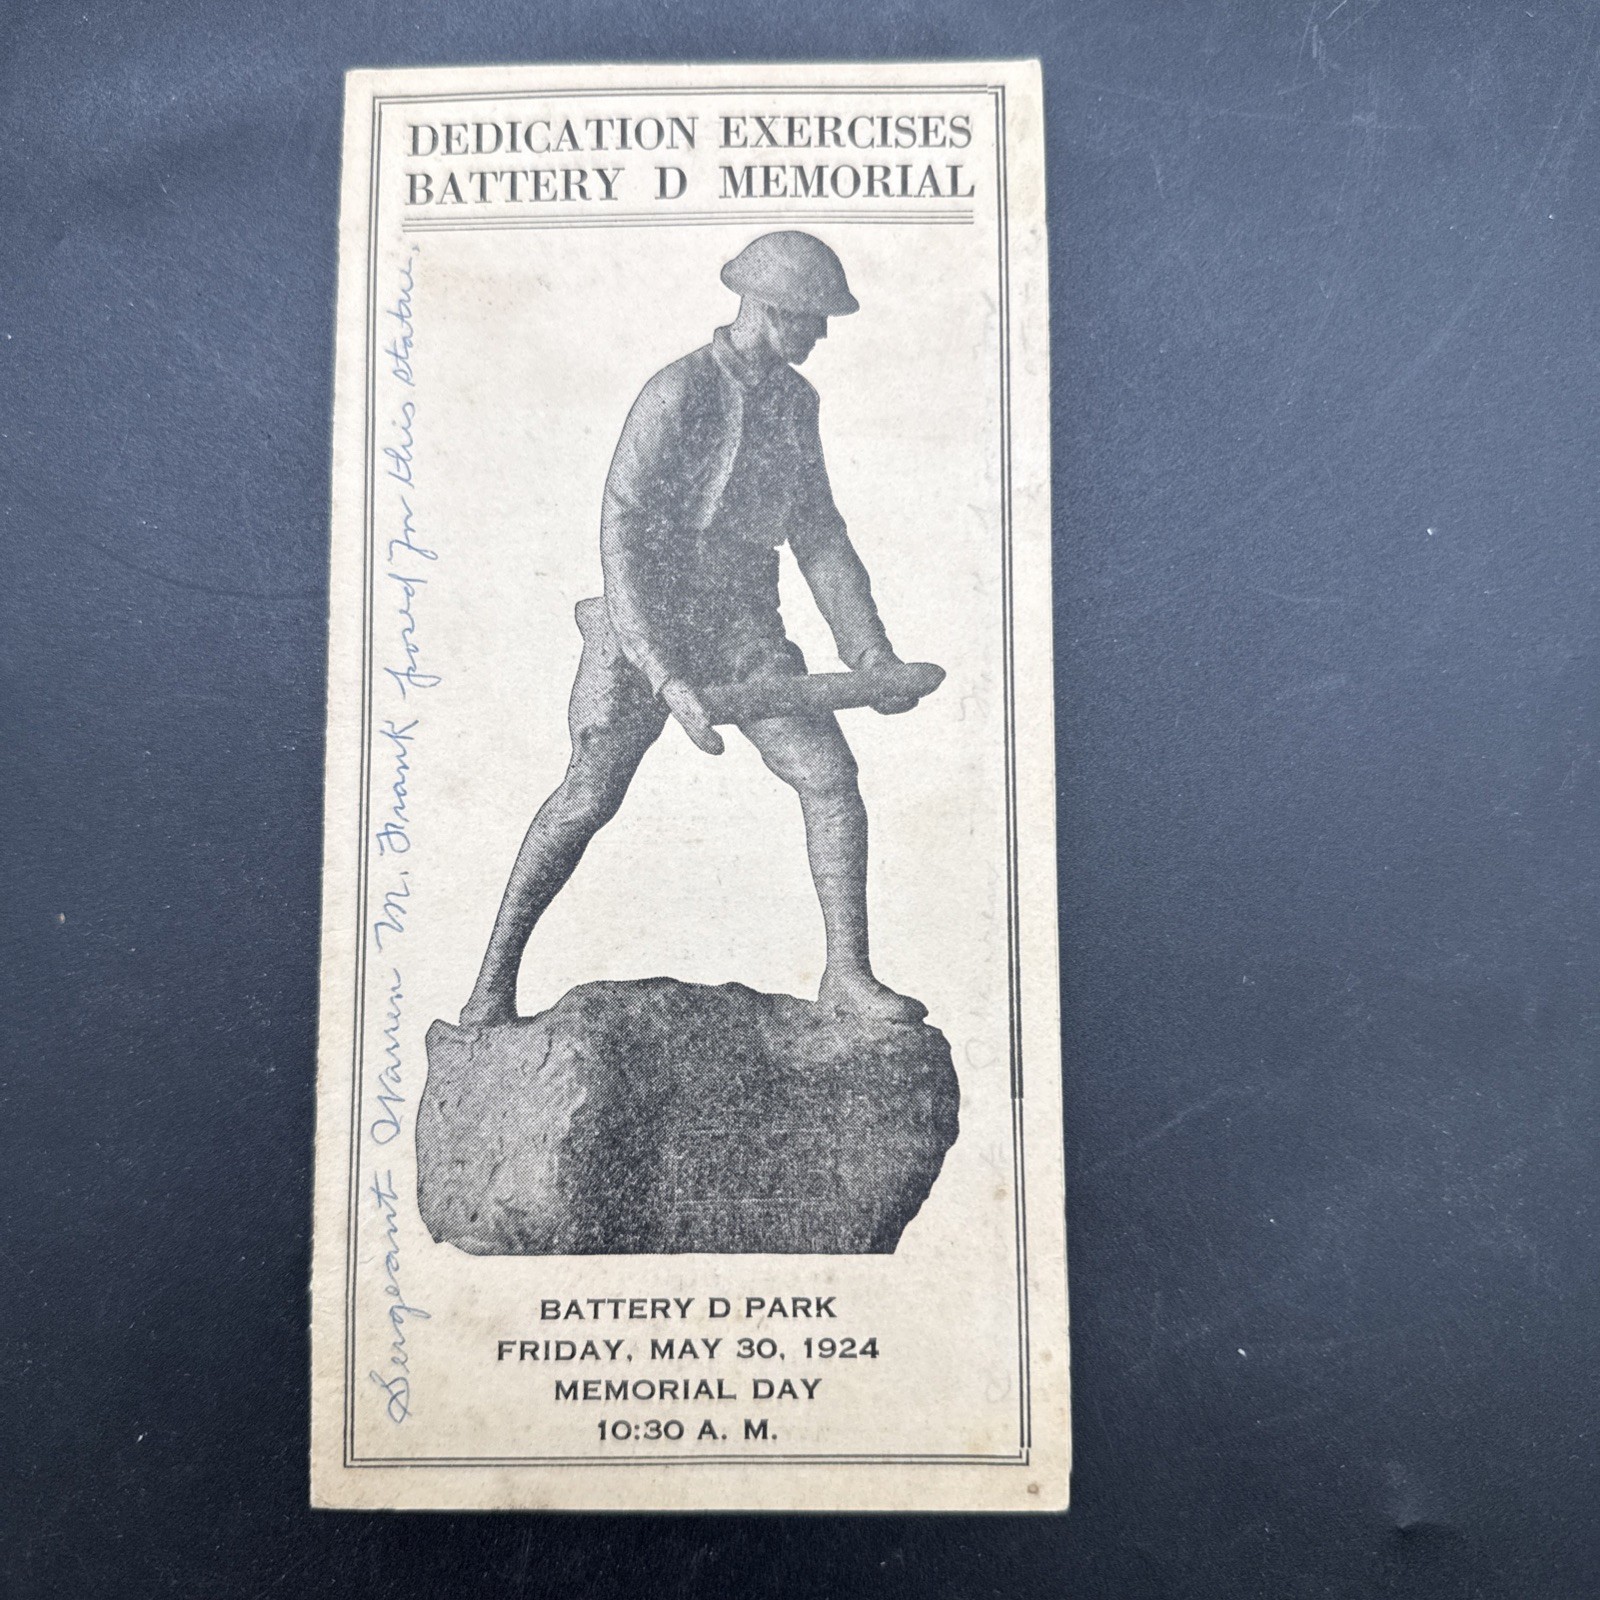 DEDICATION EXERCISES
BATTERY D MEMORIAL
Sergeant Warren M. Frank posed for this statue.
BATTERY D PARK
FRIDAY, MAY 30, 1924
MEMORIAL DAY
10:30 A. M.